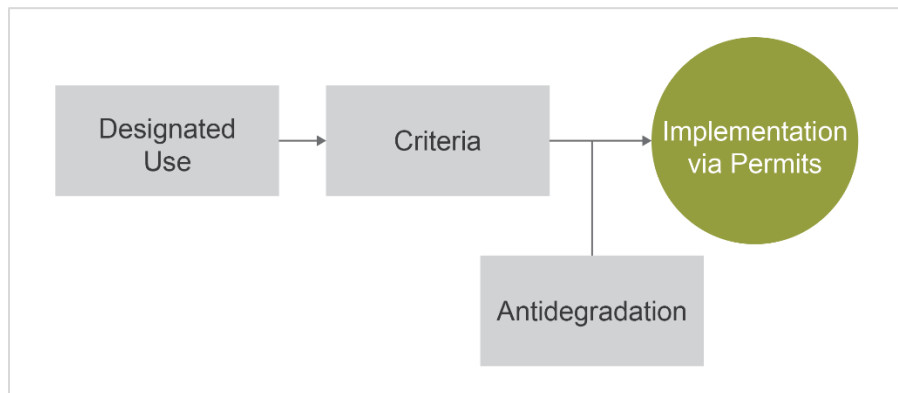 Designated
Use
Criteria
Implementation
via Permits
Antidegradation